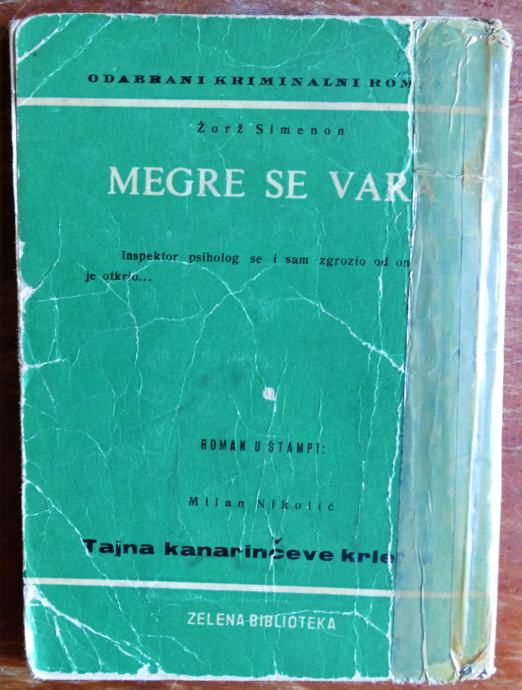 ODABRANI KRIMINALNI ROM
Žorž Simenon
MEGRE SE VARA
Inspektor psiholog se i sam zgrozio od on
je otkrio...
ROMAN U ŠTAMPI:
Milan Nikolić
Tajna kanarinčeve krle
ZELENA BIBLIOTEKA